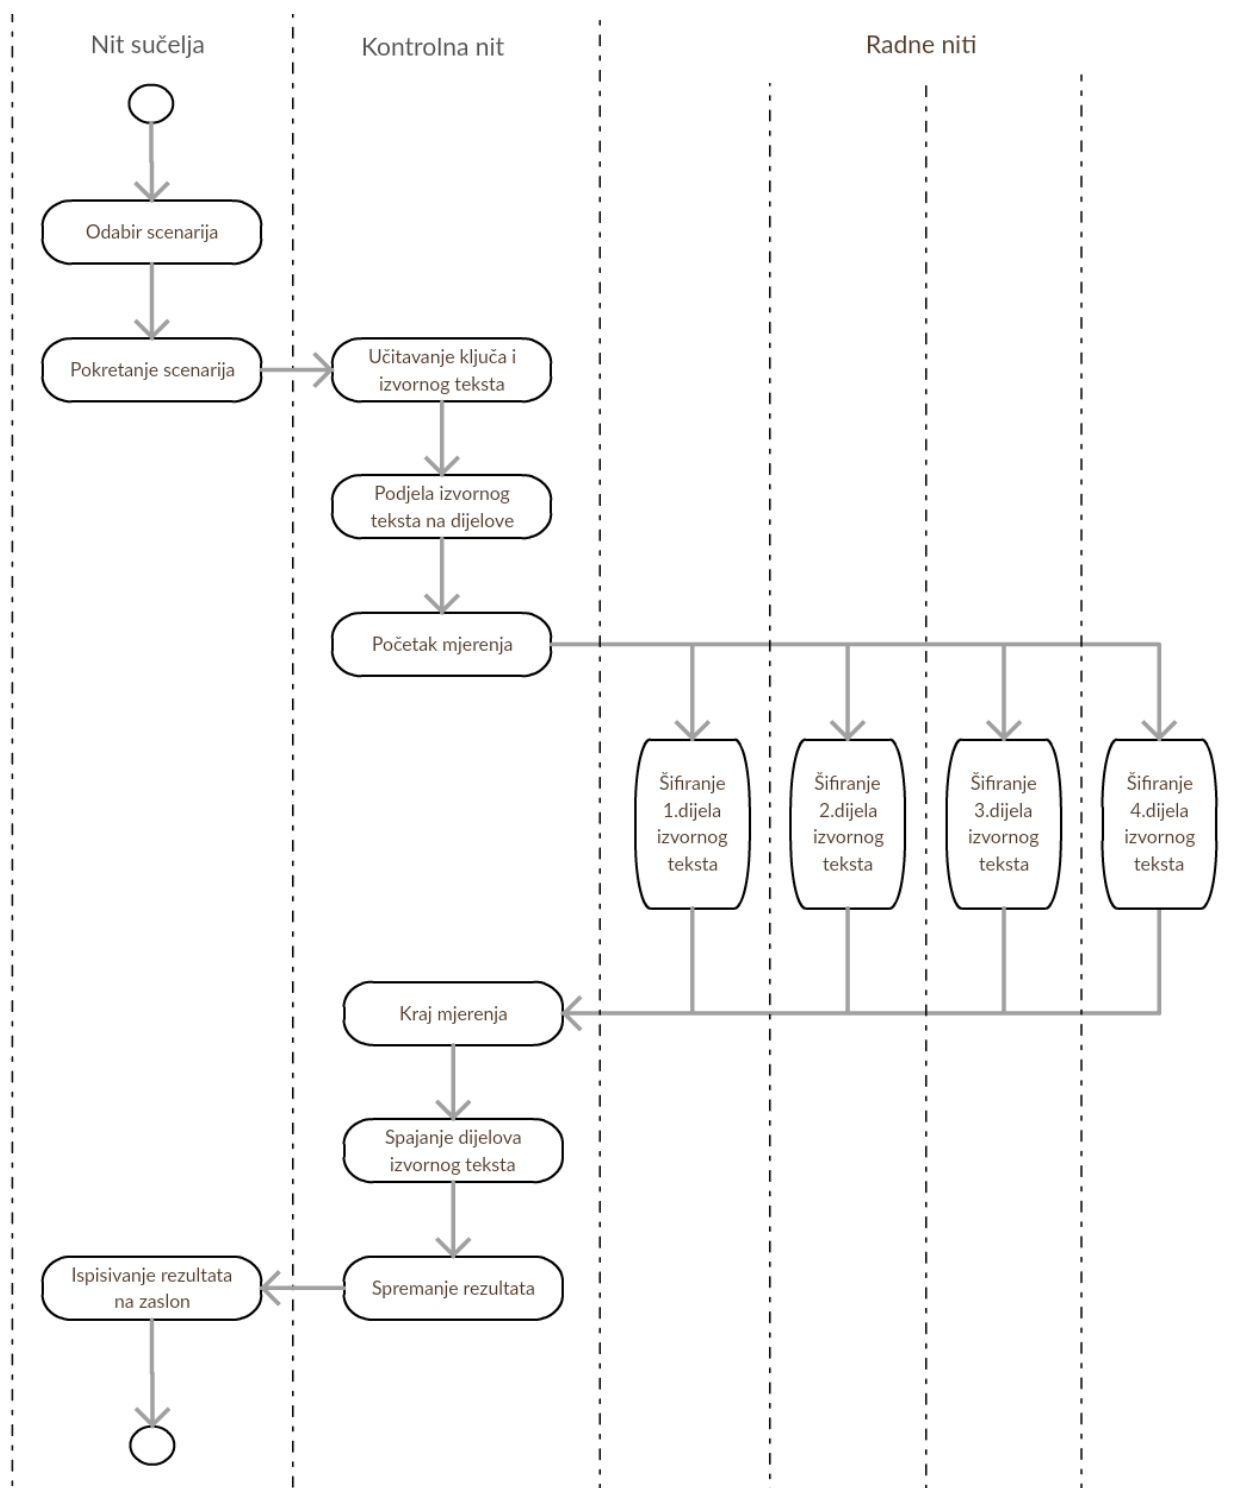 Nit sučelja
Kontrolna nit
Radne niti
Odabir scenarija
Pokretanje scenarija
Učitavanje ključa i
izvornog teksta
Podjela izvornog
teksta na dijelove
Početak mjerenja
Šifiranje
1.dijela
izvornog
teksta
Šifiranje
2.dijela
izvornog
teksta
Šifiranje
3.dijela
izvornog
teksta
Šifiranje
4.dijela
izvornog
teksta
Kraj mjerenja
Spajanje dijelova
izvornog teksta
Spremanje rezultata
Ispisivanje rezultata
na zaslon